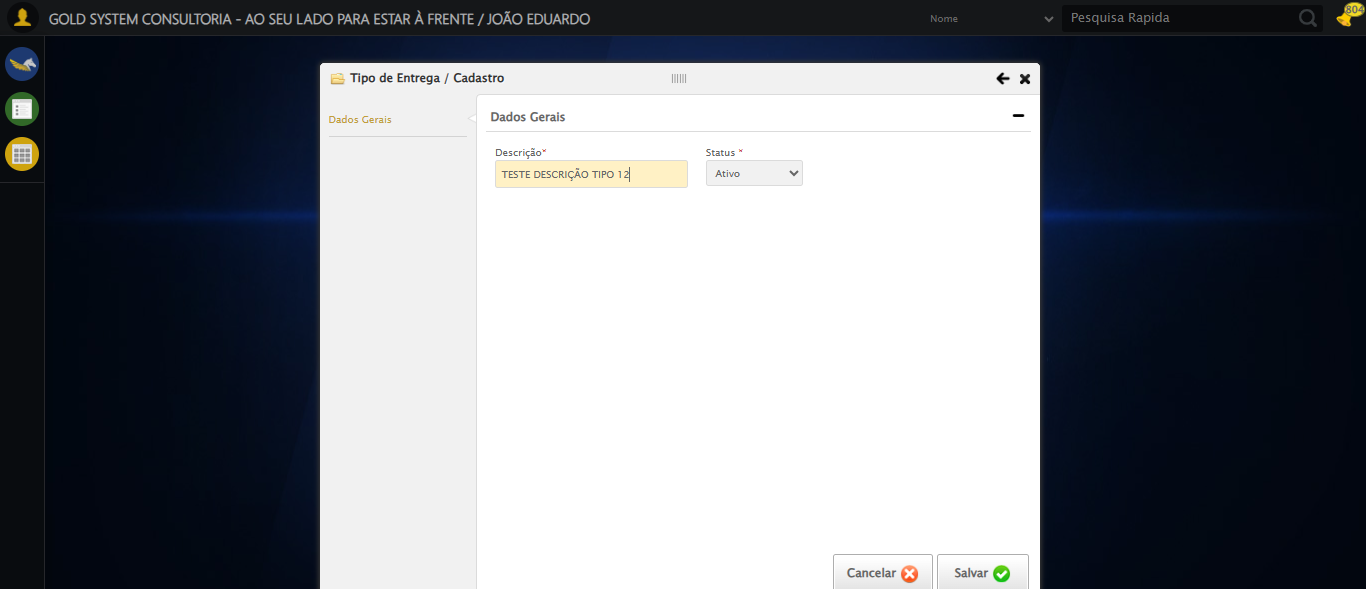 GOLD SYSTEM CONSULTORIA - AO SEU LADO PARA ESTAR À FRENTE / JOÃO EDUARDO
Nome
Pesquisa Rapida
804
Tipo de Entrega / Cadastro
Dados Gerais
Dados Gerais
Descrição* Status *
TESTE DESCRIÇÃO TIPO 12 Ativo
Cancelar Salvar